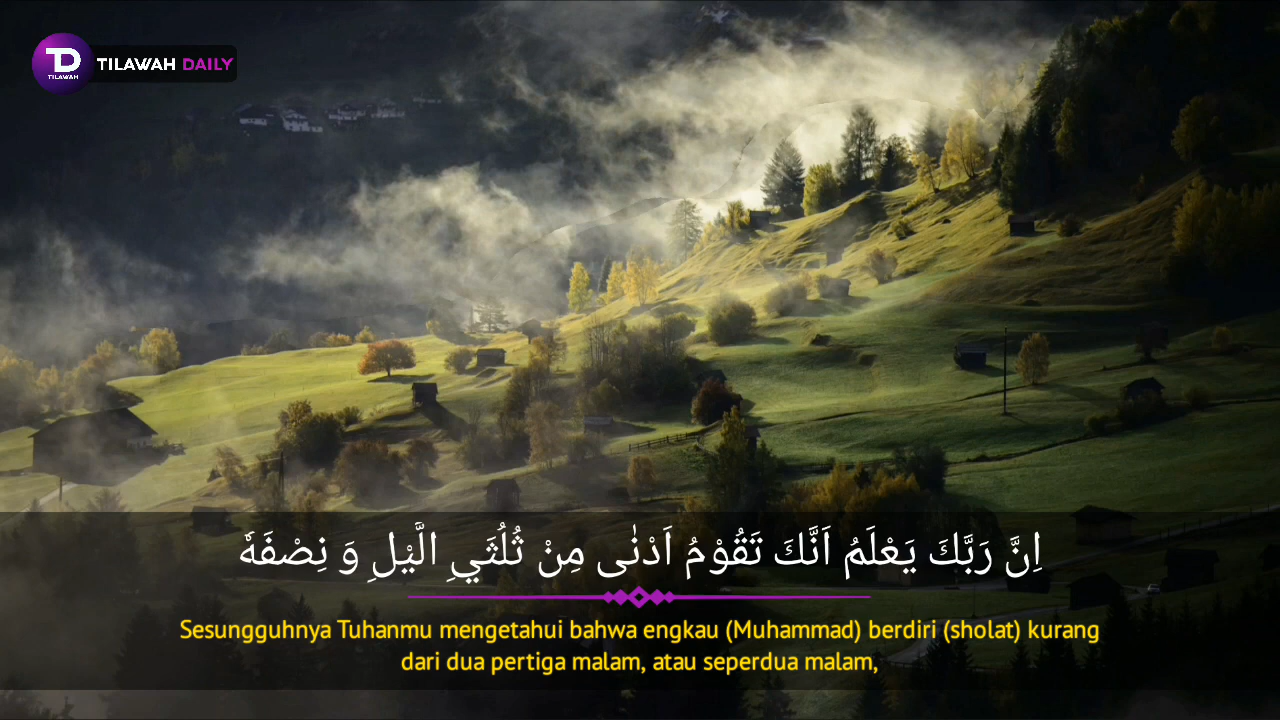 TD
TILAWAH
TILAWAH DAILY
اِنَّ رَبَّكَ يَعْلَمُ اَنَّكَ تَقُوْمُ اَدْنٰى مِنْ ثُلُثَيِ الَّيْلِ وَ نِصْفَهٗ
Sesungguhnya Tuhanmu mengetahui bahwa engkau (Muhammad) berdiri (sholat) kurang
dari dua pertiga malam, atau seperdua malam,